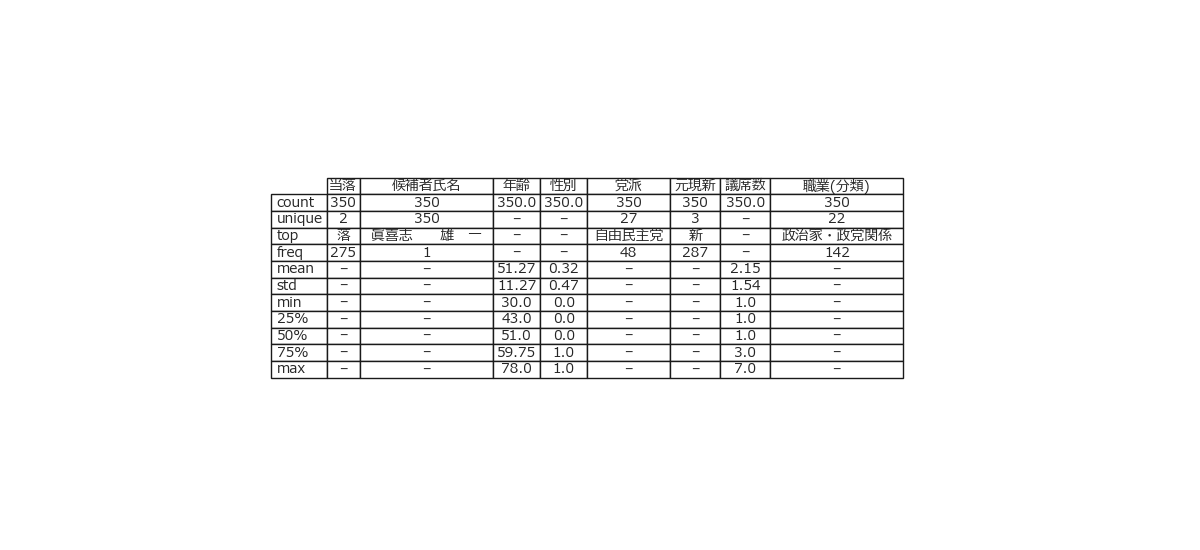 当落 候補者氏名 年齢 性別 党派 元現新 議席数 職業(分類)
count 350 350 350.0 350.0 350 350 350.0 350
unique 2 350 – – 27 3 – 22
top 落 眞喜志　　雄　一 – – 自由民主党 新 – 政治家・政党関係
freq 275 1 – – 48 287 – 142
mean – – 51.27 0.32 – – 2.15 –
std – – 11.27 0.47 – – 1.54 –
min – – 30.0 0.0 – – 1.0 –
25% – – 43.0 0.0 – – 1.0 –
50% – – 51.0 0.0 – – 1.0 –
75% – – 59.75 1.0 – – 3.0 –
max – – 78.0 1.0 – – 7.0 –